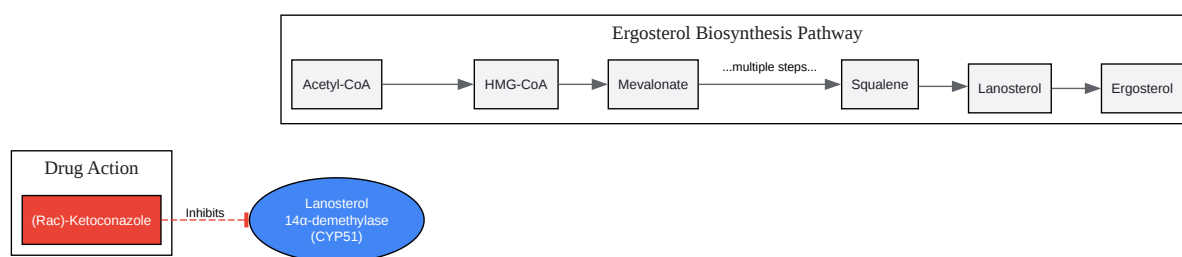 Ergosterol Biosynthesis Pathway
Acetyl-CoA
HMG-CoA
Mevalonate
...multiple steps...
Squalene
Lanosterol
Ergosterol
Drug Action
(Rac)-Ketoconazole
Inhibits
Lanosterol
14α-demethylase
(CYP51)